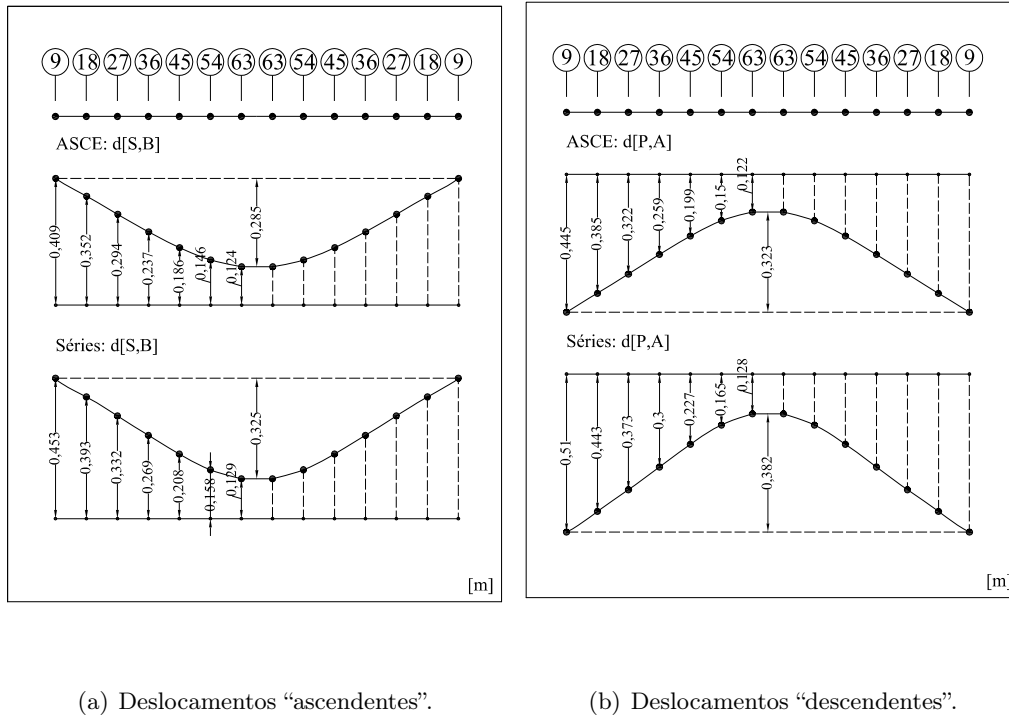 9 18 27 36 45 54 63 63 54 45 36 27 18 9
ASCE: d[S,B]
0,409 0,352 0,294 0,237 0,186 0,146 0,124 0,285
Séries: d[S,B]
0,453 0,393 0,332 0,269 0,208 0,158 0,129 0,325
[m]
9 18 27 36 45 54 63 63 54 45 36 27 18 9
ASCE: d[P,A]
0,445 0,385 0,322 0,259 0,199 0,15 0,122 0,323
Séries: d[P,A]
0,51 0,443 0,373 0,3 0,227 0,165 0,128 0,382
[m]
(a) Deslocamentos “ascendentes”.
(b) Deslocamentos “descendentes”.